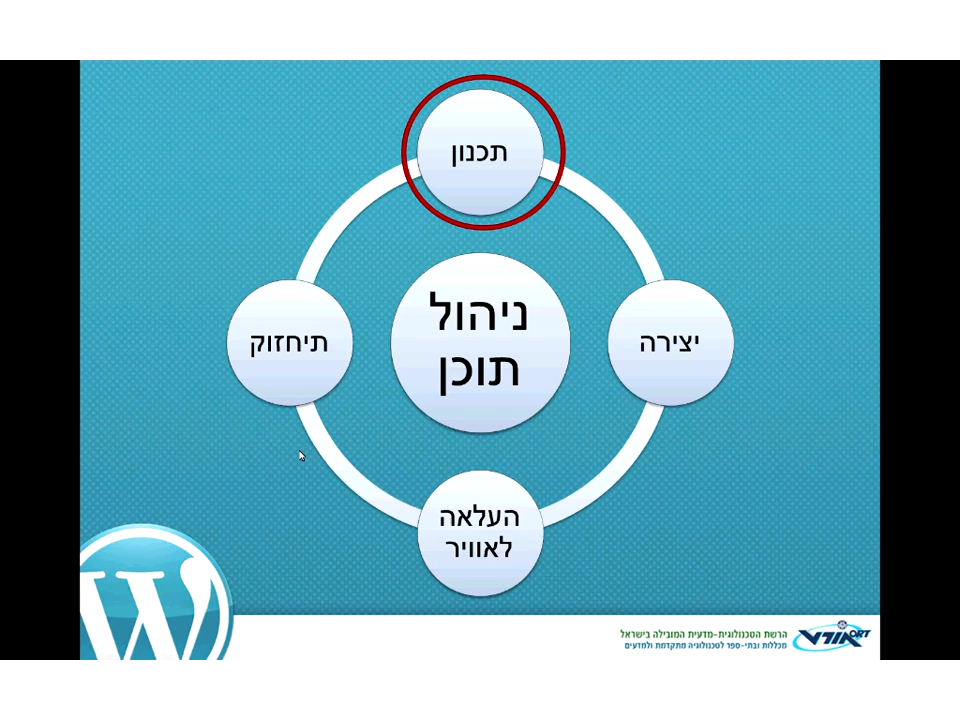 תכנון
ניהול
תוכן
יצירה
תיחזוק
העלאה
לאוויר
W
הרשת הטכנולוגית-מדעית המובילה בישראל
מכללות ובתי-ספר לטכנולוגיה מתקדמת ולמדעים
אורט ORT